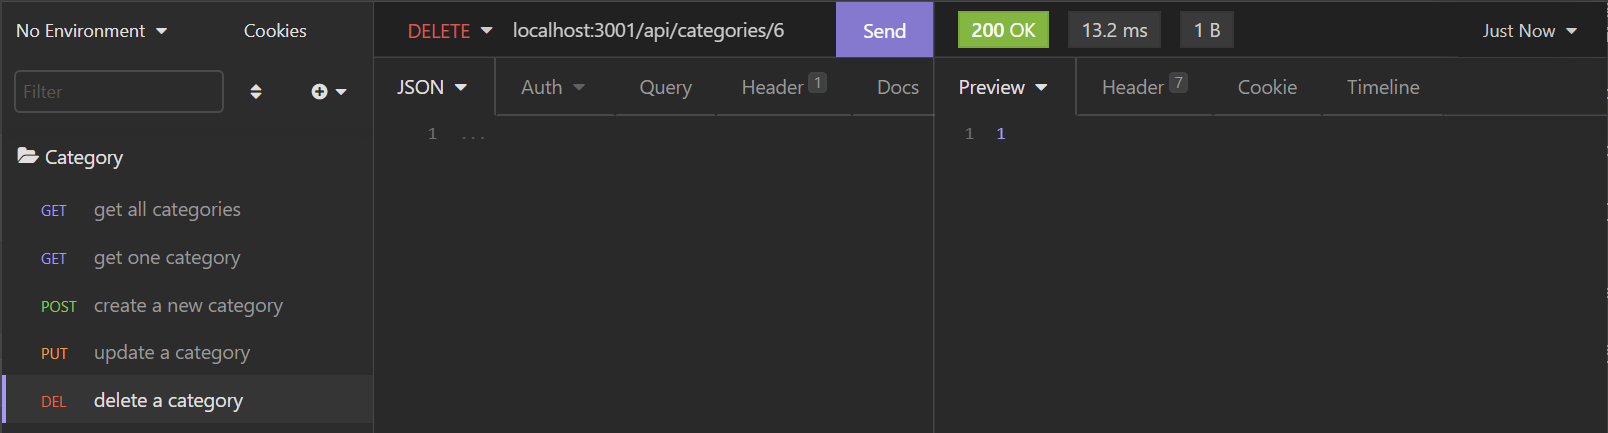 No Environment
Cookies
Filter
Category
GET get all categories
GET get one category
POST create a new category
PUT update a category
DEL delete a category
DELETE localhost:3001/api/categories/6 Send
JSON Auth Query Header 1 Docs
1 ...
200 OK 13.2 ms 1 B Just Now
Preview Header 7 Cookie Timeline
1 1